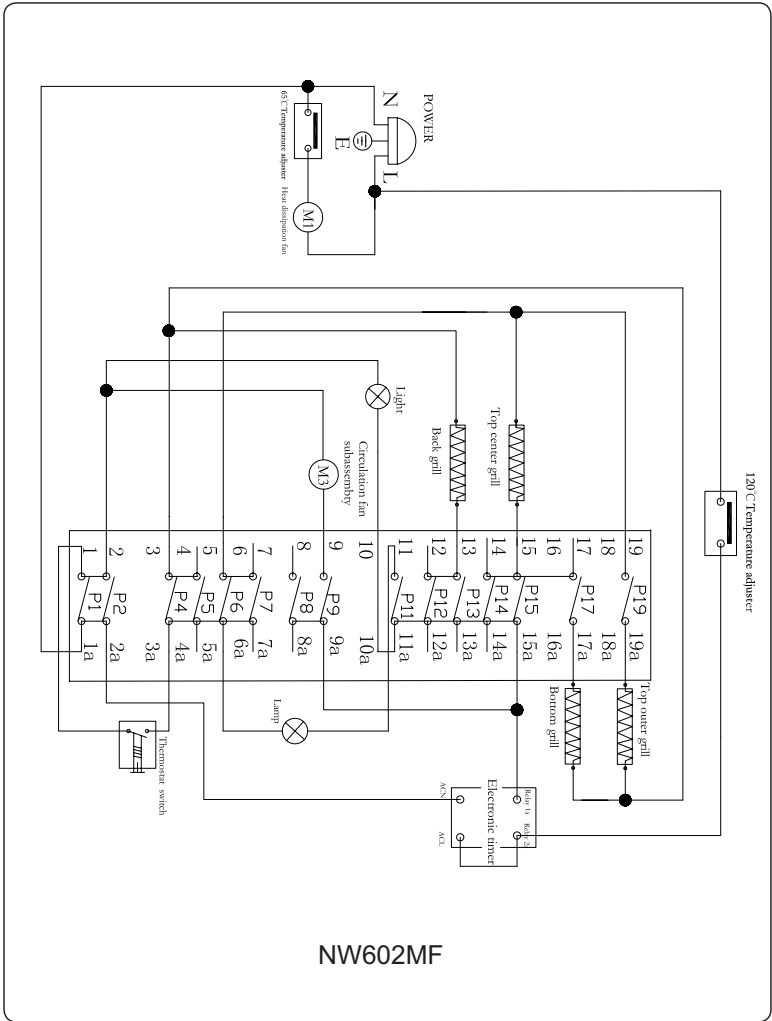 POWER
N
E
L
65℃ Temperature adjuster
Heat dissipation fan
M1
120℃ Temperature adjuster
Light
Circulation fan
subassembty
M3
Back grill
Top center grill
1
2
3
4
5
6
7
8
9
10
11
12
13
14
15
16
17
18
19
P1
P2
P4
P5
P6
P7
P8
P9
P11
P12
P13
P14
P15
P17
P19
1a
2a
3a
4a
5a
6a
7a
8a
9a
10a
11a
12a
13a
14a
15a
16a
17a
18a
19a
Thermostat switch
Lamp
Bottom grill
Top outer grill
Electronic timer
ACN
ACL
Relay 1a
Relay 2a
NW602MF